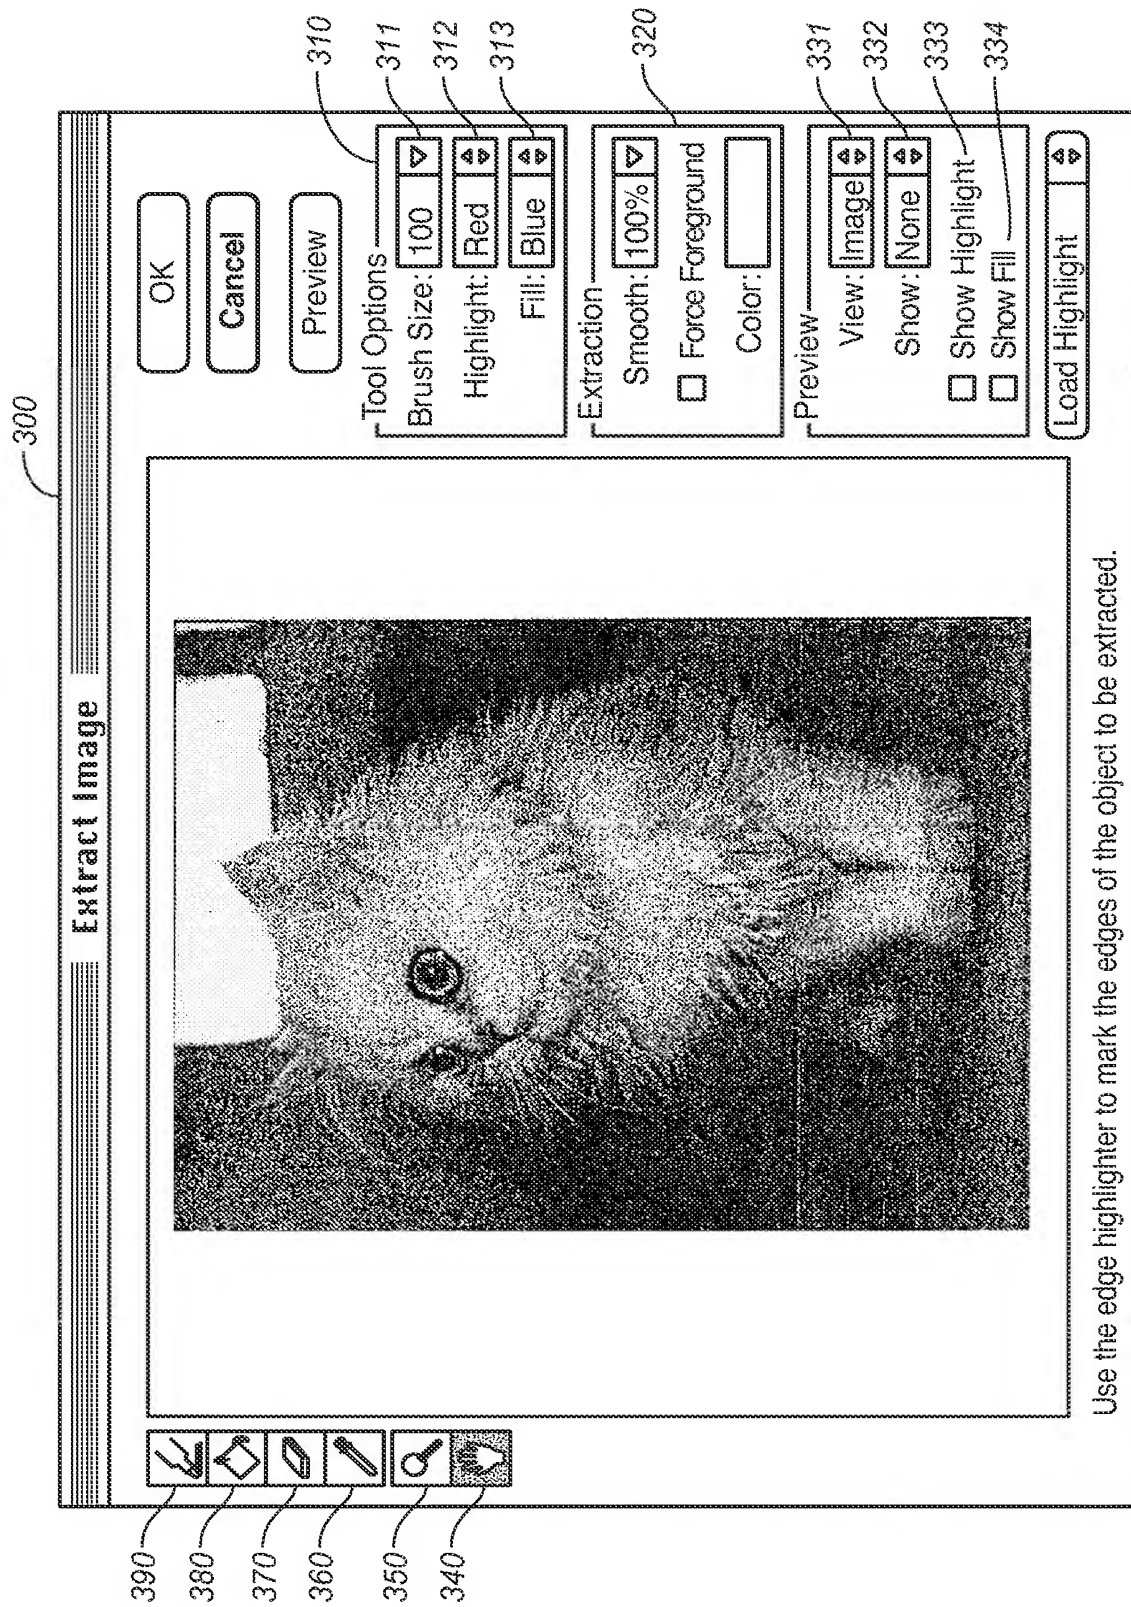 300
Extract Image
OK
Cancel
Preview
310
Tool Options
Brush Size: 100
311
Highlight: Red
312
Fill: Blue
313
Extraction
320
Smooth: 100%
Force Foreground
Color:
Preview
View: Image
331
Show: None
332
Show Highlight
333
Show Fill
334
Load Highlight
390
380
370
360
350
340
Use the edge highlighter to mark the edges of the object to be extracted.